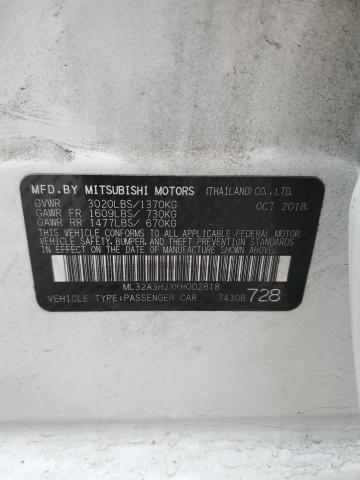 MFD.BY MITSUBISHI MOTORS (THAILAND) CO.,LTD.
GVWR 3020LBS/1370KG OCT 2018
GAWR FR 1609LBS/ 730KG
GAWR RR 1477LBS/ 670KG
THIS VEHICLE CONFORMS TO ALL APPLICABLE U.S. FEDERAL MOTOR
VEHICLE SAFETY,BUMPER, AND THEFT PREVENTION STANDARDS
IN EFFECT ON THE DATE OF MANUFACTURE SHOWN ABOVE.
ML32A3HJXKH002818
VEHICLE TYPE:PASSENGER CAR 7430B 728